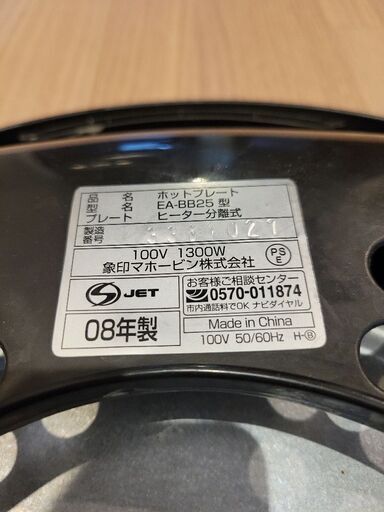 品名 ホットプレート
型名 EA-BB25 型
プレート ヒーター分離式
製造番号
100V 1300W
象印マホービン株式会社
PSE
S JET
お客様ご相談センター
0570-011874
市内通話料でOK ナビダイヤル
08年製
Made in China
100V 50/60Hz H-Ⓑ